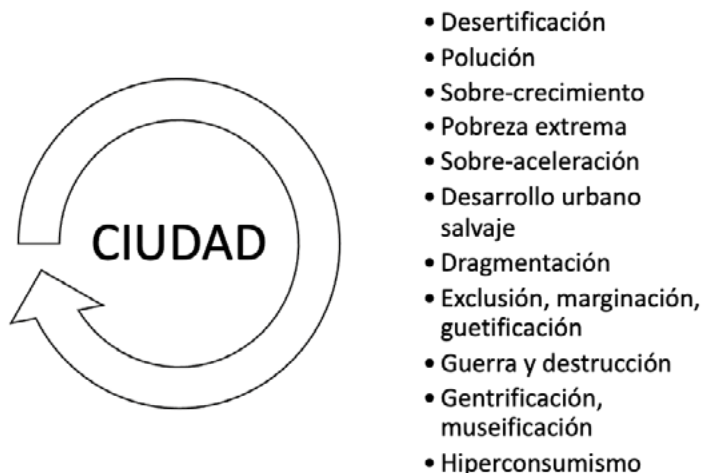 CIUDAD
• Desertificación
• Polución
• Sobre-crecimiento
• Pobreza extrema
• Sobre-aceleración
• Desarrollo urbano
salvaje
• Dragmentación
• Exclusión, marginación,
guetificación
• Guerra y destrucción
• Gentrificación,
museificación
• Hiperconsumismo